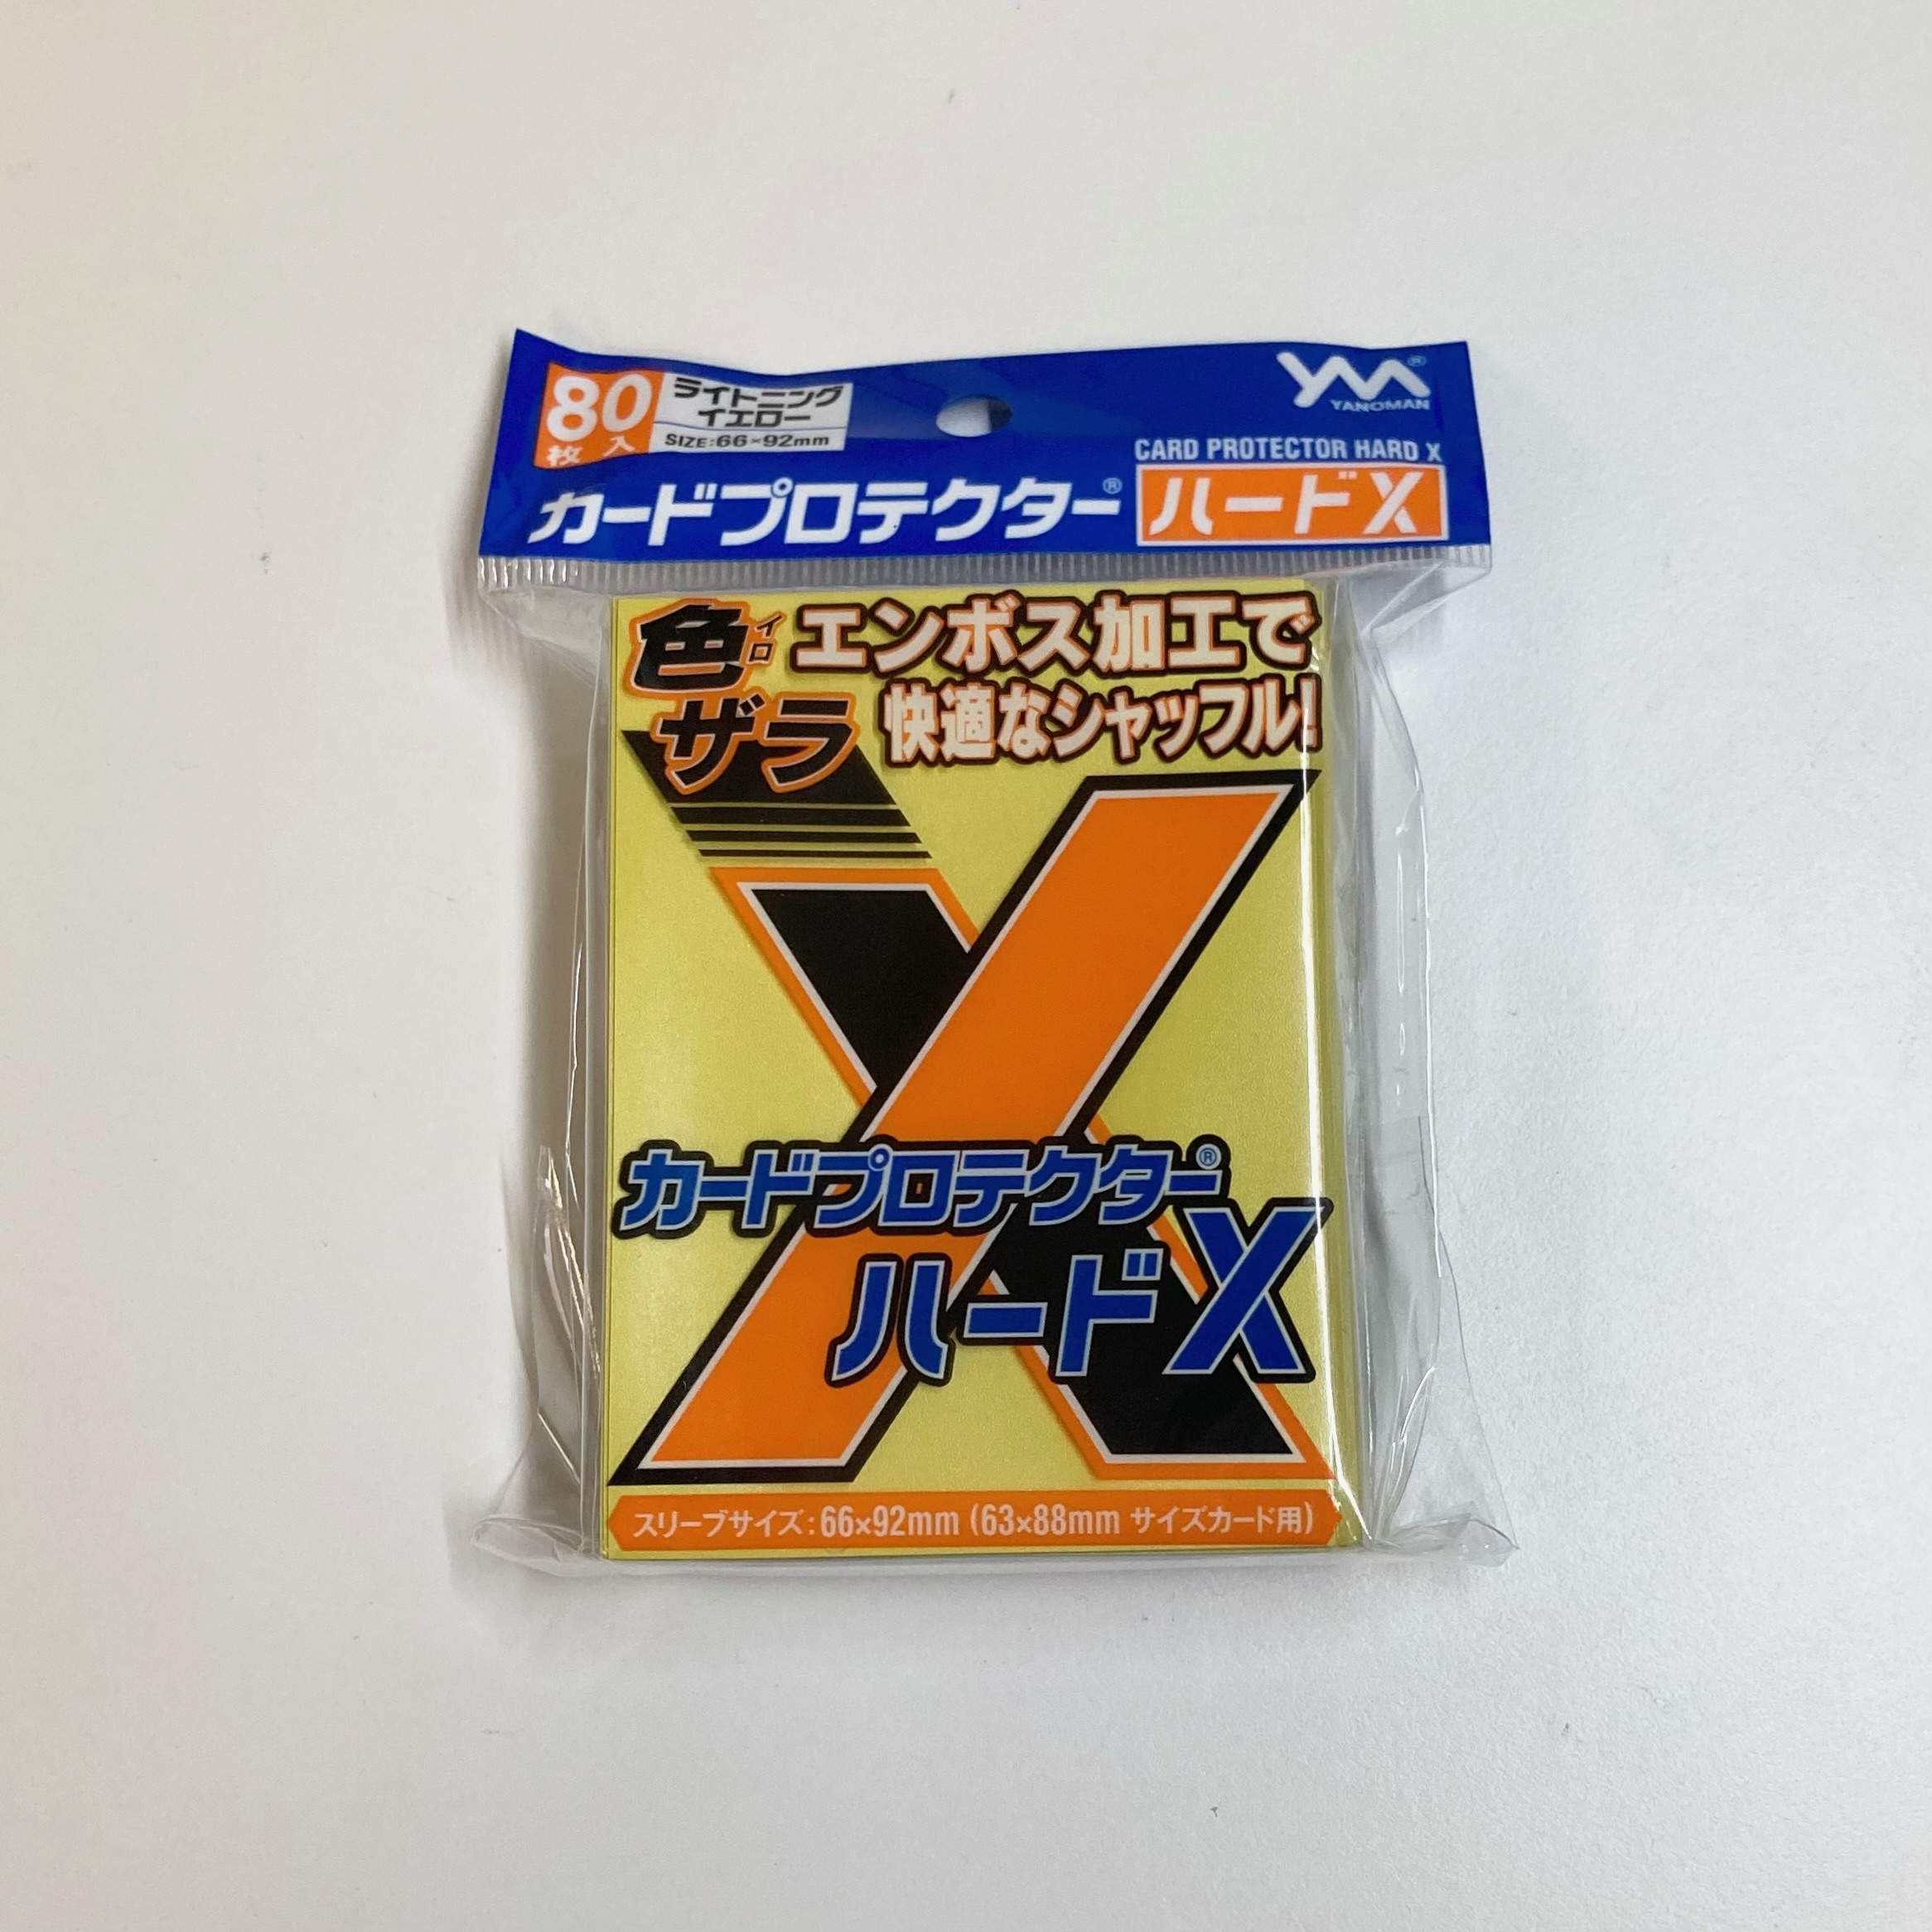 80
枚入
ライトニング
イエロー
SIZE:66×92mm
YM®
YANOMAN
CARD PROTECTOR HARD X
カードプロテクター®
ハードX
色
イロ
ザラ
エンボス加工で
快適なシャッフル!
X
カードプロテクター®
ハードX
スリーブサイズ:66×92mm(63×88mm サイズカード用)